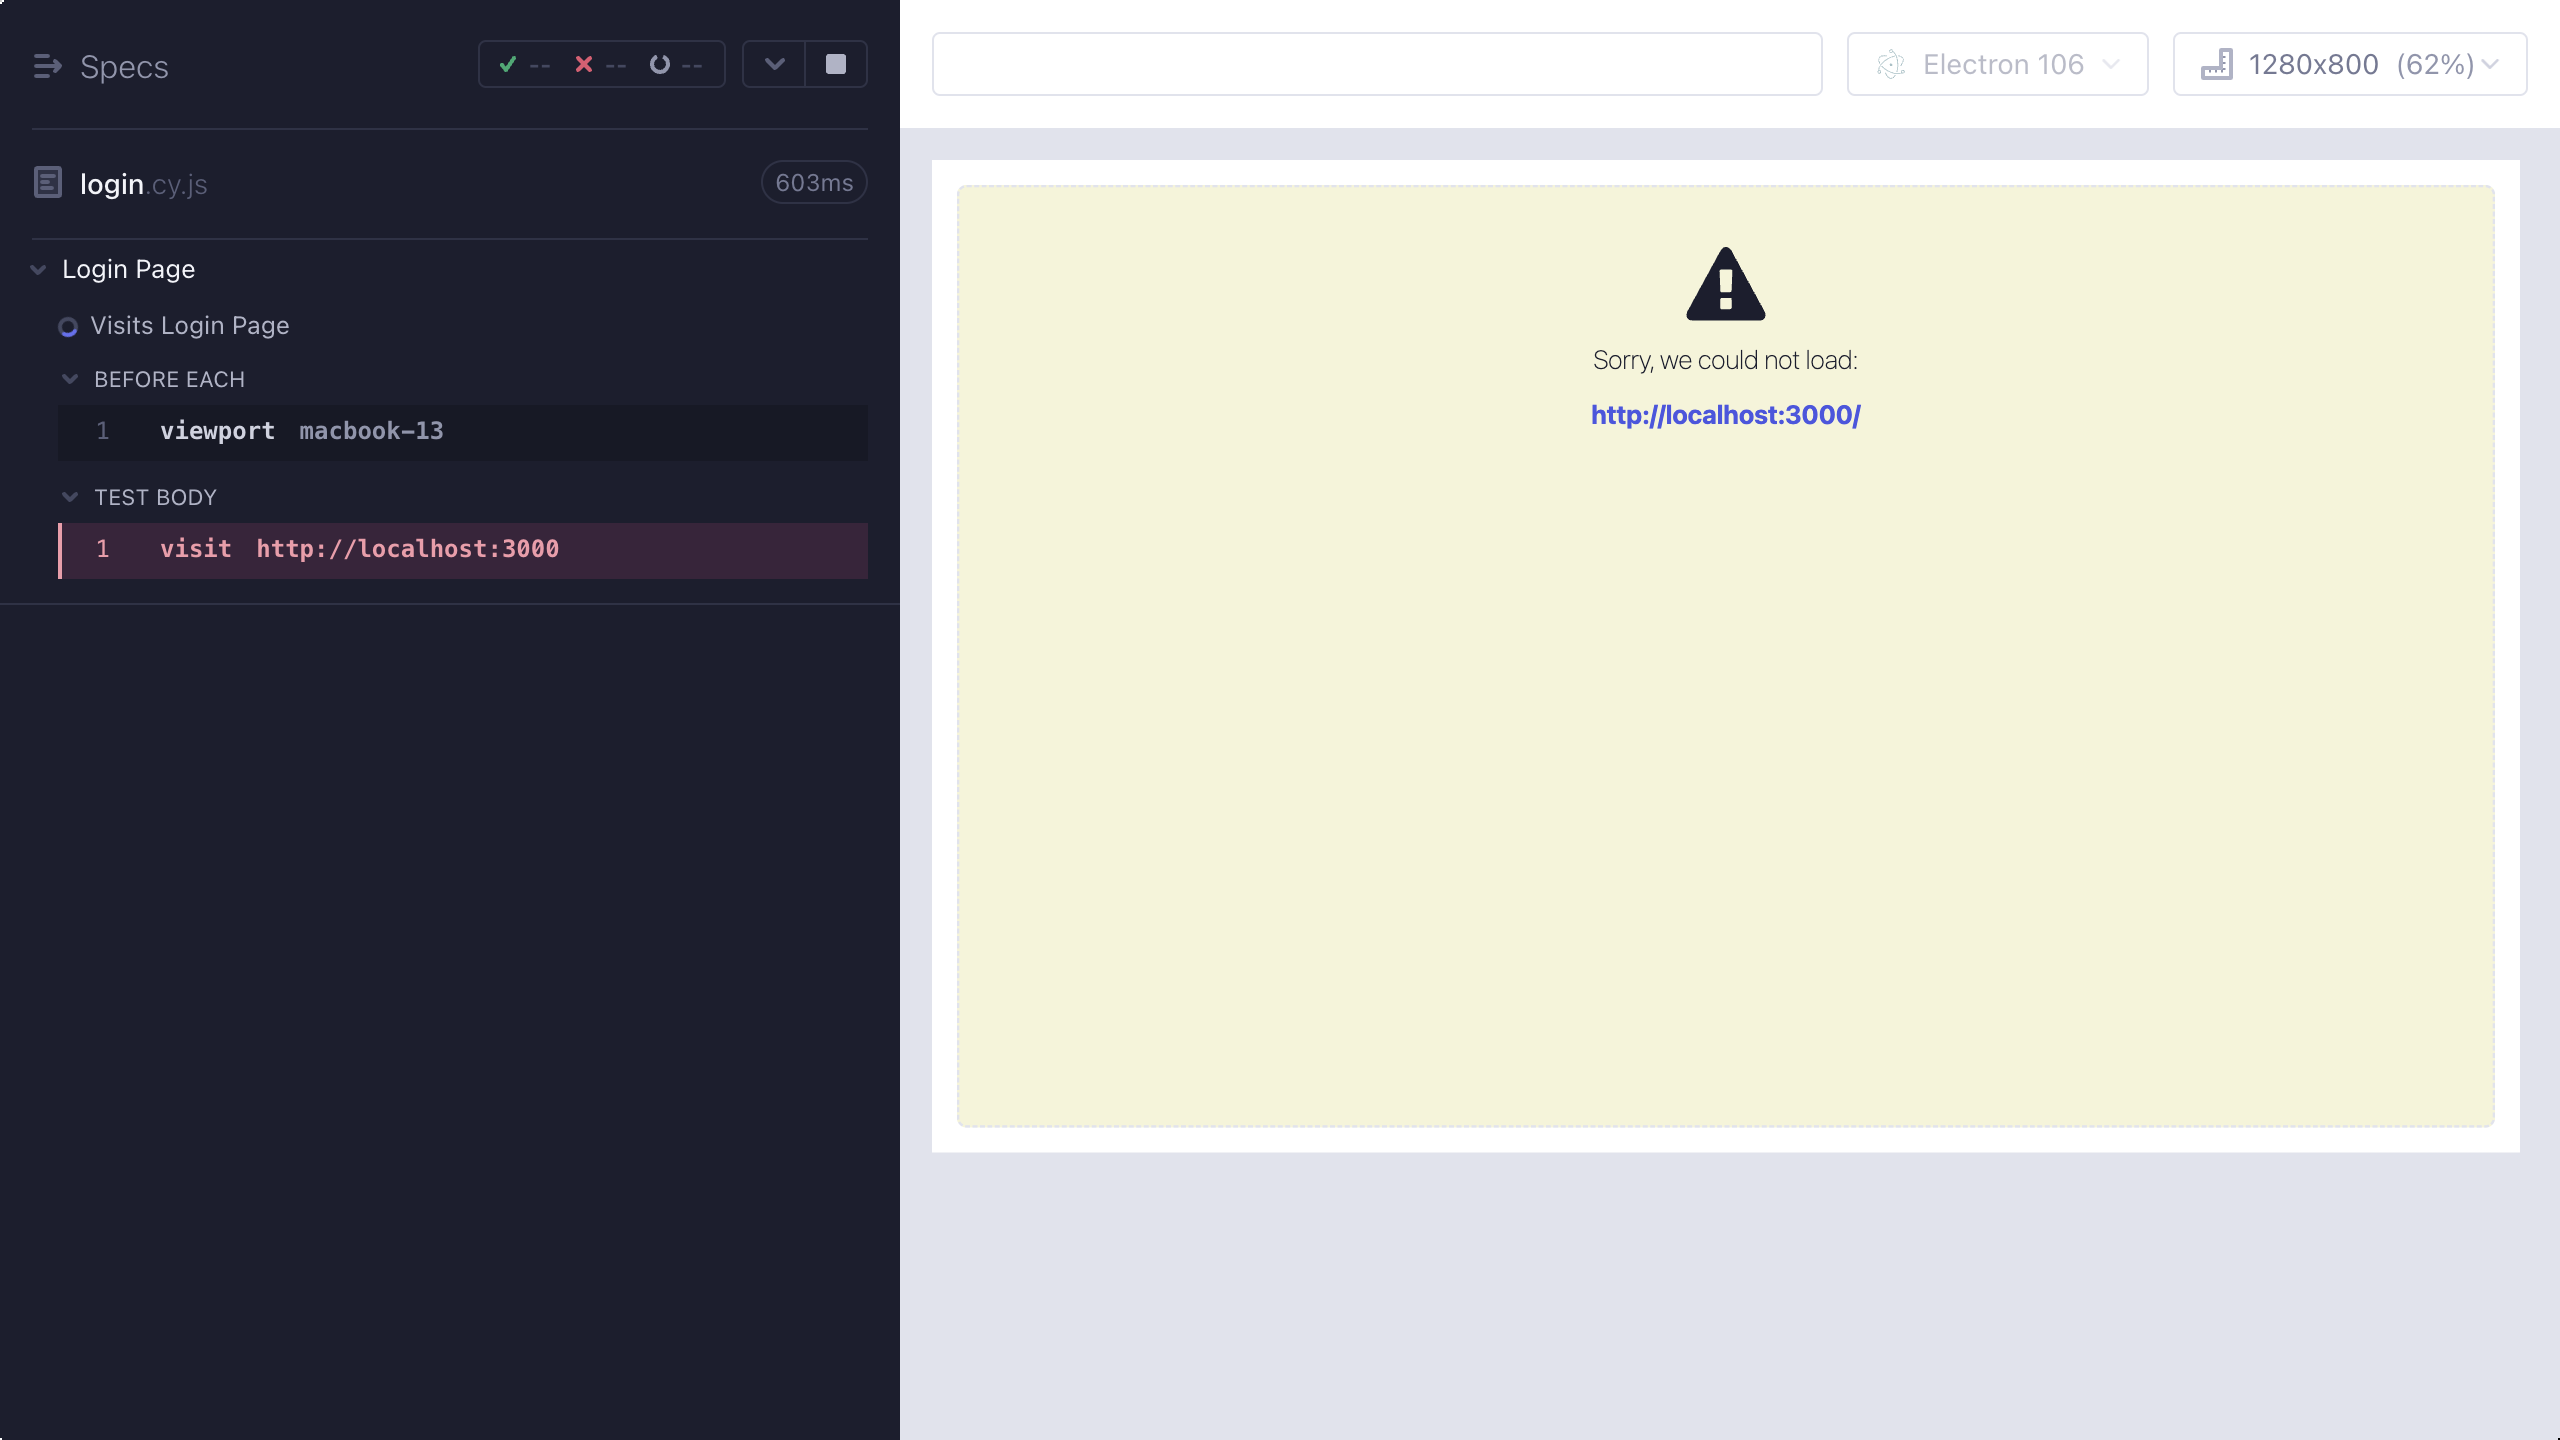 Specs
-- -- --
login.cy.js
603ms
Login Page
Visits Login Page
BEFORE EACH
1 viewport macbook-13
TEST BODY
1 visit http://localhost:3000
Electron 106
1280x800 (62%)
Sorry, we could not load:
http://localhost:3000/